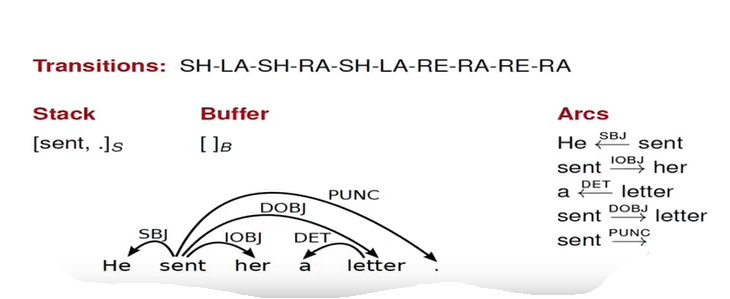 Transitions: SH-LA-SH-RA-SH-LA-RE-RA-RE-RA
Stack Buffer Arcs
[sent, .]S [ ]B He ←SBJ sent
sent →IOBJ her
a ←DET letter
sent →DOBJ letter
sent →PUNC
PUNC
DOBJ
SBJ IOBJ DET
He sent her a letter .